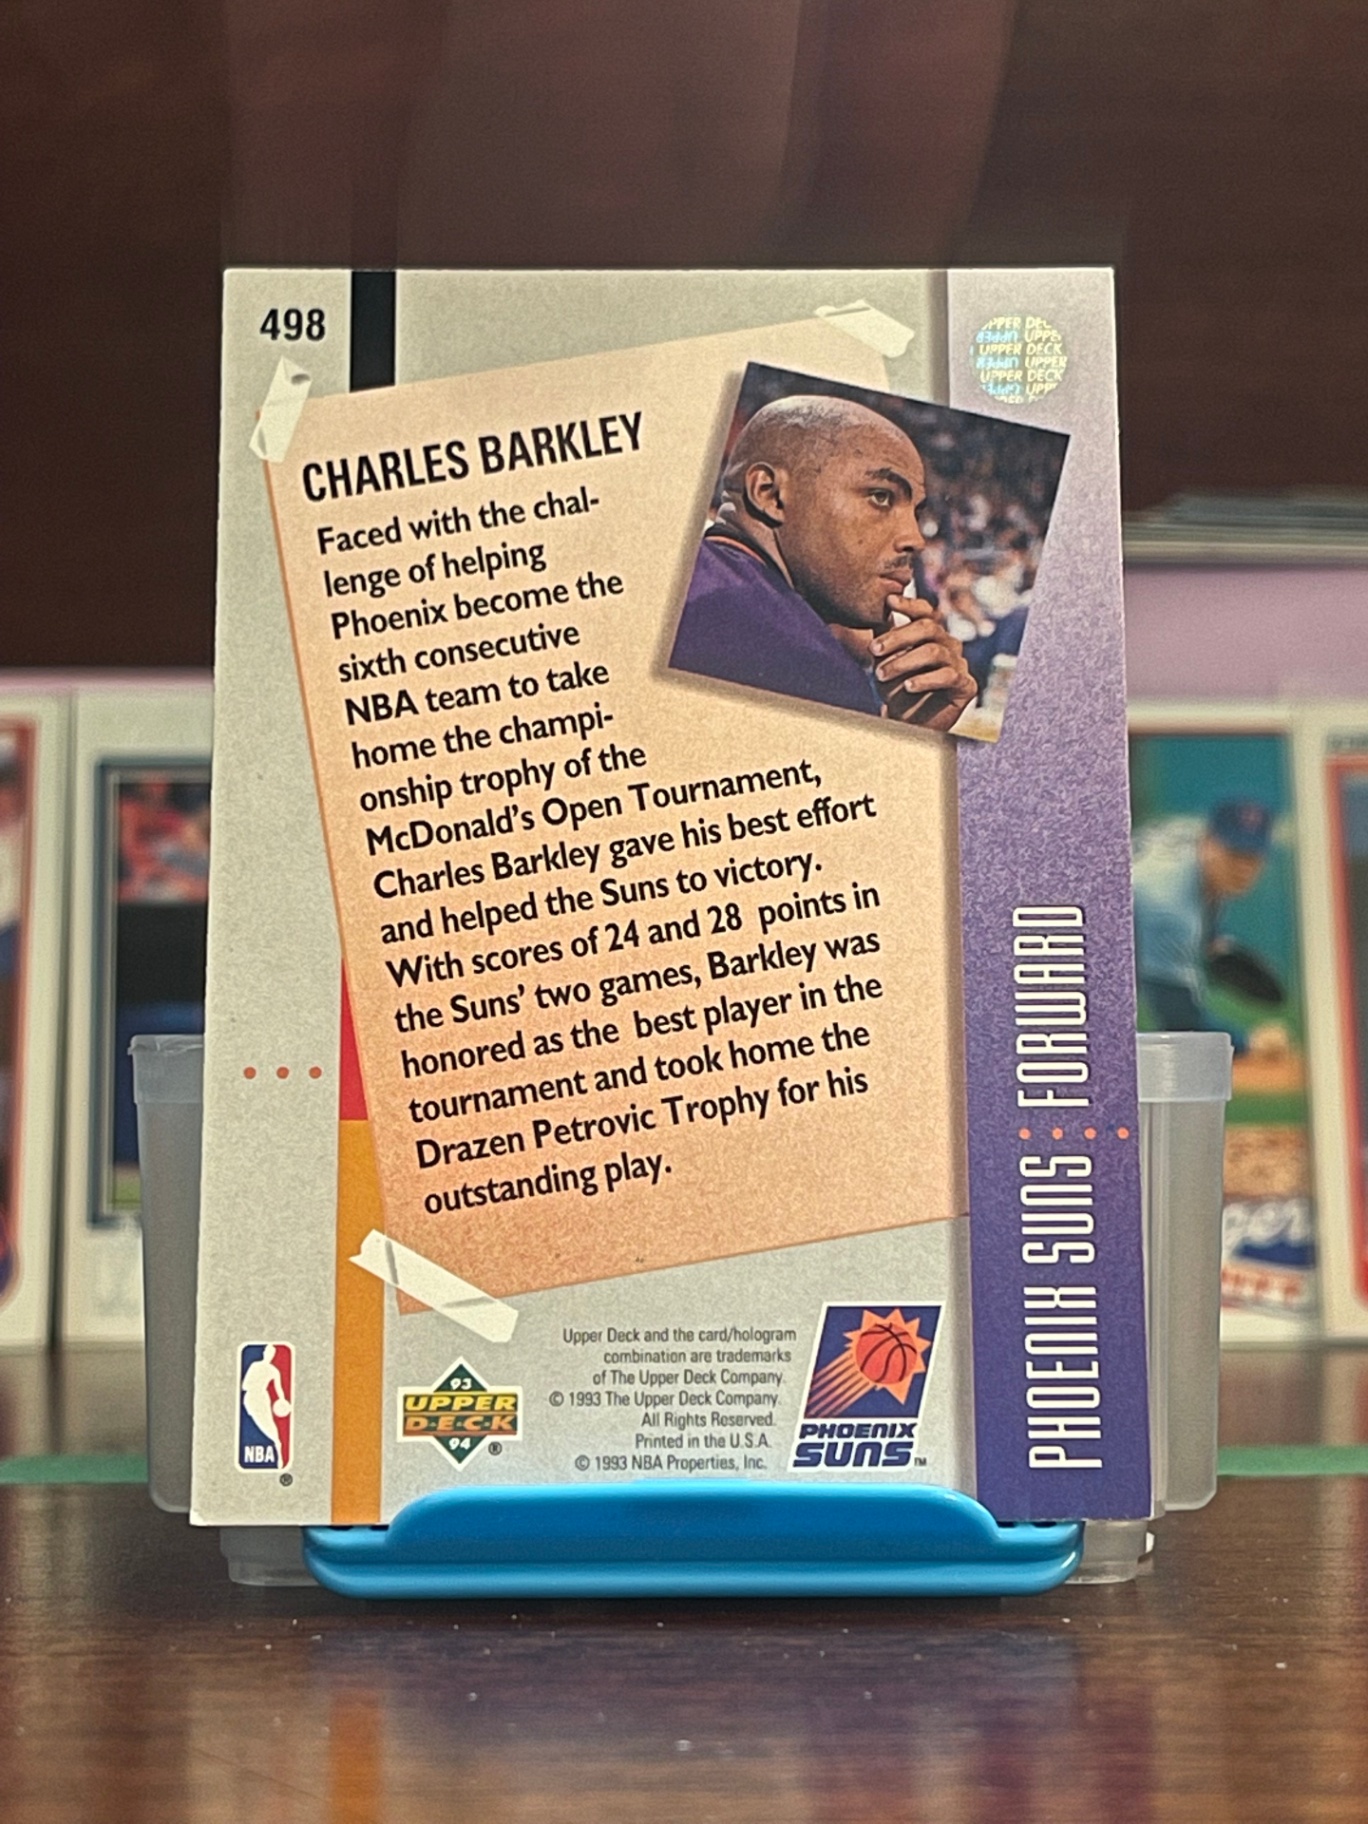 498
CHARLES BARKLEY
Faced with the chal-
lenge of helping
Phoenix become the
sixth consecutive
NBA team to take
home the champi-
onship trophy of the
McDonald's Open Tournament,
Charles Barkley gave his best effort
and helped the Suns to victory.
With scores of 24 and 28 points in
the Suns' two games, Barkley was
honored as the best player in the
tournament and took home the
Drazen Petrovic Trophy for his
outstanding play.
UPPER DECK
UPPER
UPPER DECK
PHOENIX SUNS : FORWARD
NBA
®
93
UPPER
D·E·C·K
94 ®
Upper Deck and the card/hologram
combination are trademarks
of The Upper Deck Company.
© 1993 The Upper Deck Company.
All Rights Reserved.
Printed in the U.S.A.
© 1993 NBA Properties, Inc.
PHOENIX
SUNS™